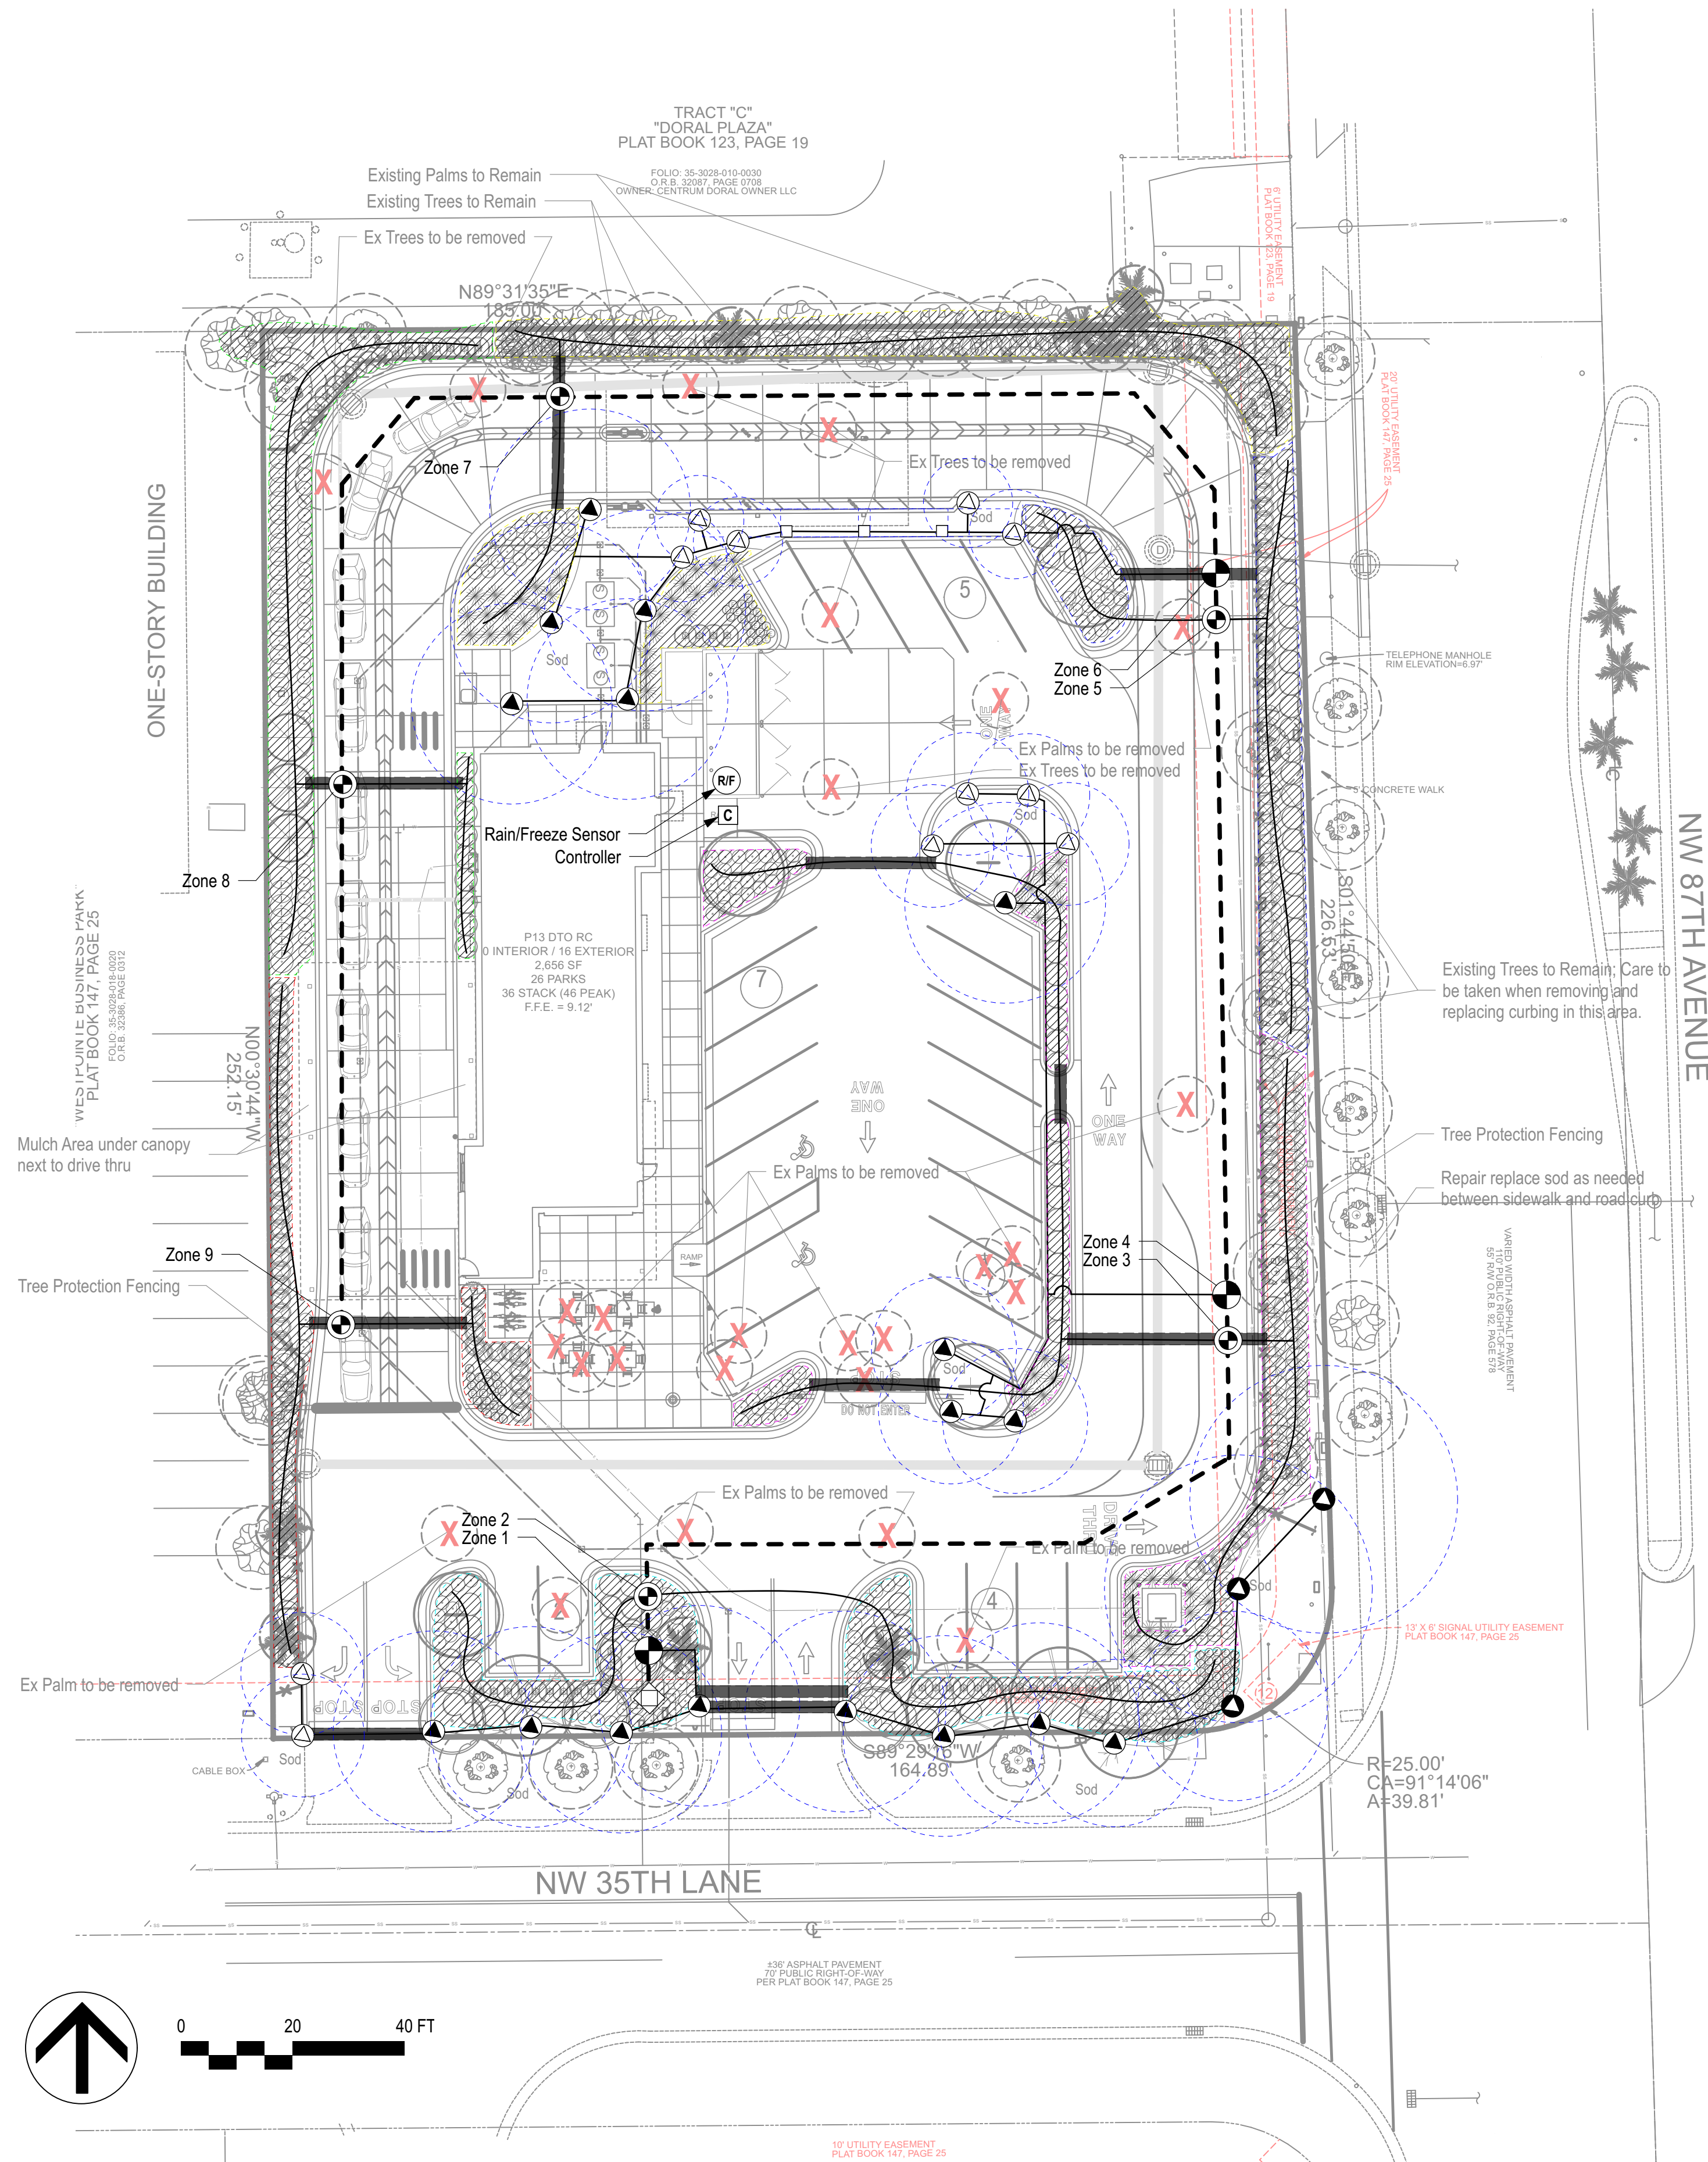 TRACT "C"
"DORAL PLAZA"
PLAT BOOK 123, PAGE 19
FOLIO: 35-3028-010-0030
O.R.B. 32087, PAGE 0708
OWNER: CENTRUM DORAL OWNER LLC
Existing Palms to Remain
Existing Trees to Remain
Ex Trees to be removed
N89°31'35"E
185.00'
6' UTILITY EASEMENT
PLAT BOOK 123, PAGE 19
20' UTILITY EASEMENT
PLAT BOOK 147, PAGE 25
Zone 7
Ex Trees to be removed
Sod
5
ONE-STORY BUILDING
Sod
Zone 6
Zone 5
TELEPHONE MANHOLE
RIM ELEVATION=6.97'
ONE
WAY
Ex Palms to be removed
Ex Trees to be removed
5' CONCRETE WALK
R/F
C
Rain/Freeze Sensor
Controller
Sod
Zone 8
NW 87TH AVENUE
S01°44'50"E
226.53'
WESTPOINTE BUSINESS PARK
PLAT BOOK 147, PAGE 25
FOLIO: 35-3028-018-0020
O.R.B. 32386, PAGE 0312
P13 DTO RC
0 INTERIOR / 16 EXTERIOR
2,656 SF
26 PARKS
36 STACK (46 PEAK)
F.F.E. = 9.12'
7
Existing Trees to Remain; Care to
be taken when removing and
replacing curbing in this area.
N00°30'44"W
252.15'
ONE
WAY
ONE
WAY
Mulch Area under canopy
next to drive thru
Tree Protection Fencing
Ex Palms to be removed
Repair replace sod as needed
between sidewalk and road curb
Zone 9
RAMP
Zone 4
Zone 3
VARIED WIDTH ASPHALT PAVEMENT
110' PUBLIC RIGHT-OF-WAY
55' R/W O.R.B. 92, PAGE 578
Tree Protection Fencing
Sod
DO NOT ENTER
Ex Palms to be removed
Zone 2
Zone 1
DRIVE
THRU
Ex Palm to be removed
Sod
4
13' X 6' SIGNAL UTILITY EASEMENT
PLAT BOOK 147, PAGE 25
Ex Palm to be removed
STOP
STOP
12
Sod
CABLE BOX
S89°29'16"W
164.89'
Sod
Sod
R=25.00'
CA=91°14'06"
A=39.81'
NW 35TH LANE
±36' ASPHALT PAVEMENT
70' PUBLIC RIGHT-OF-WAY
PER PLAT BOOK 147, PAGE 25
0 20 40 FT
10' UTILITY EASEMENT
PLAT BOOK 147, PAGE 25